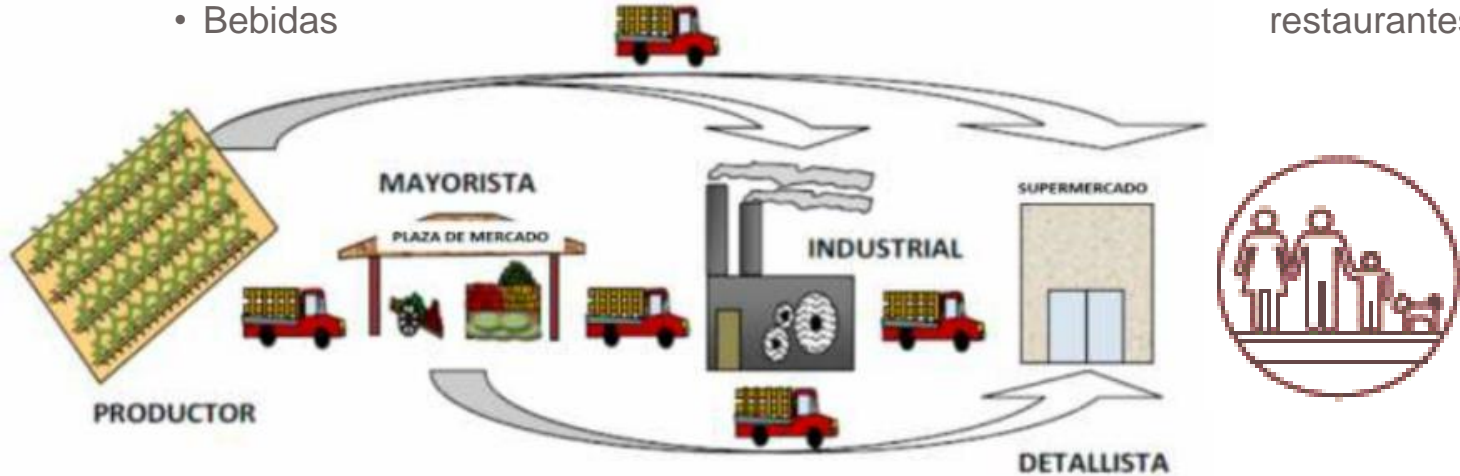 • Bebidas
restaurantes
MAYORISTA
PLAZA DE MERCADO
INDUSTRIAL
SUPERMERCADO
PRODUCTOR
DETALLISTA